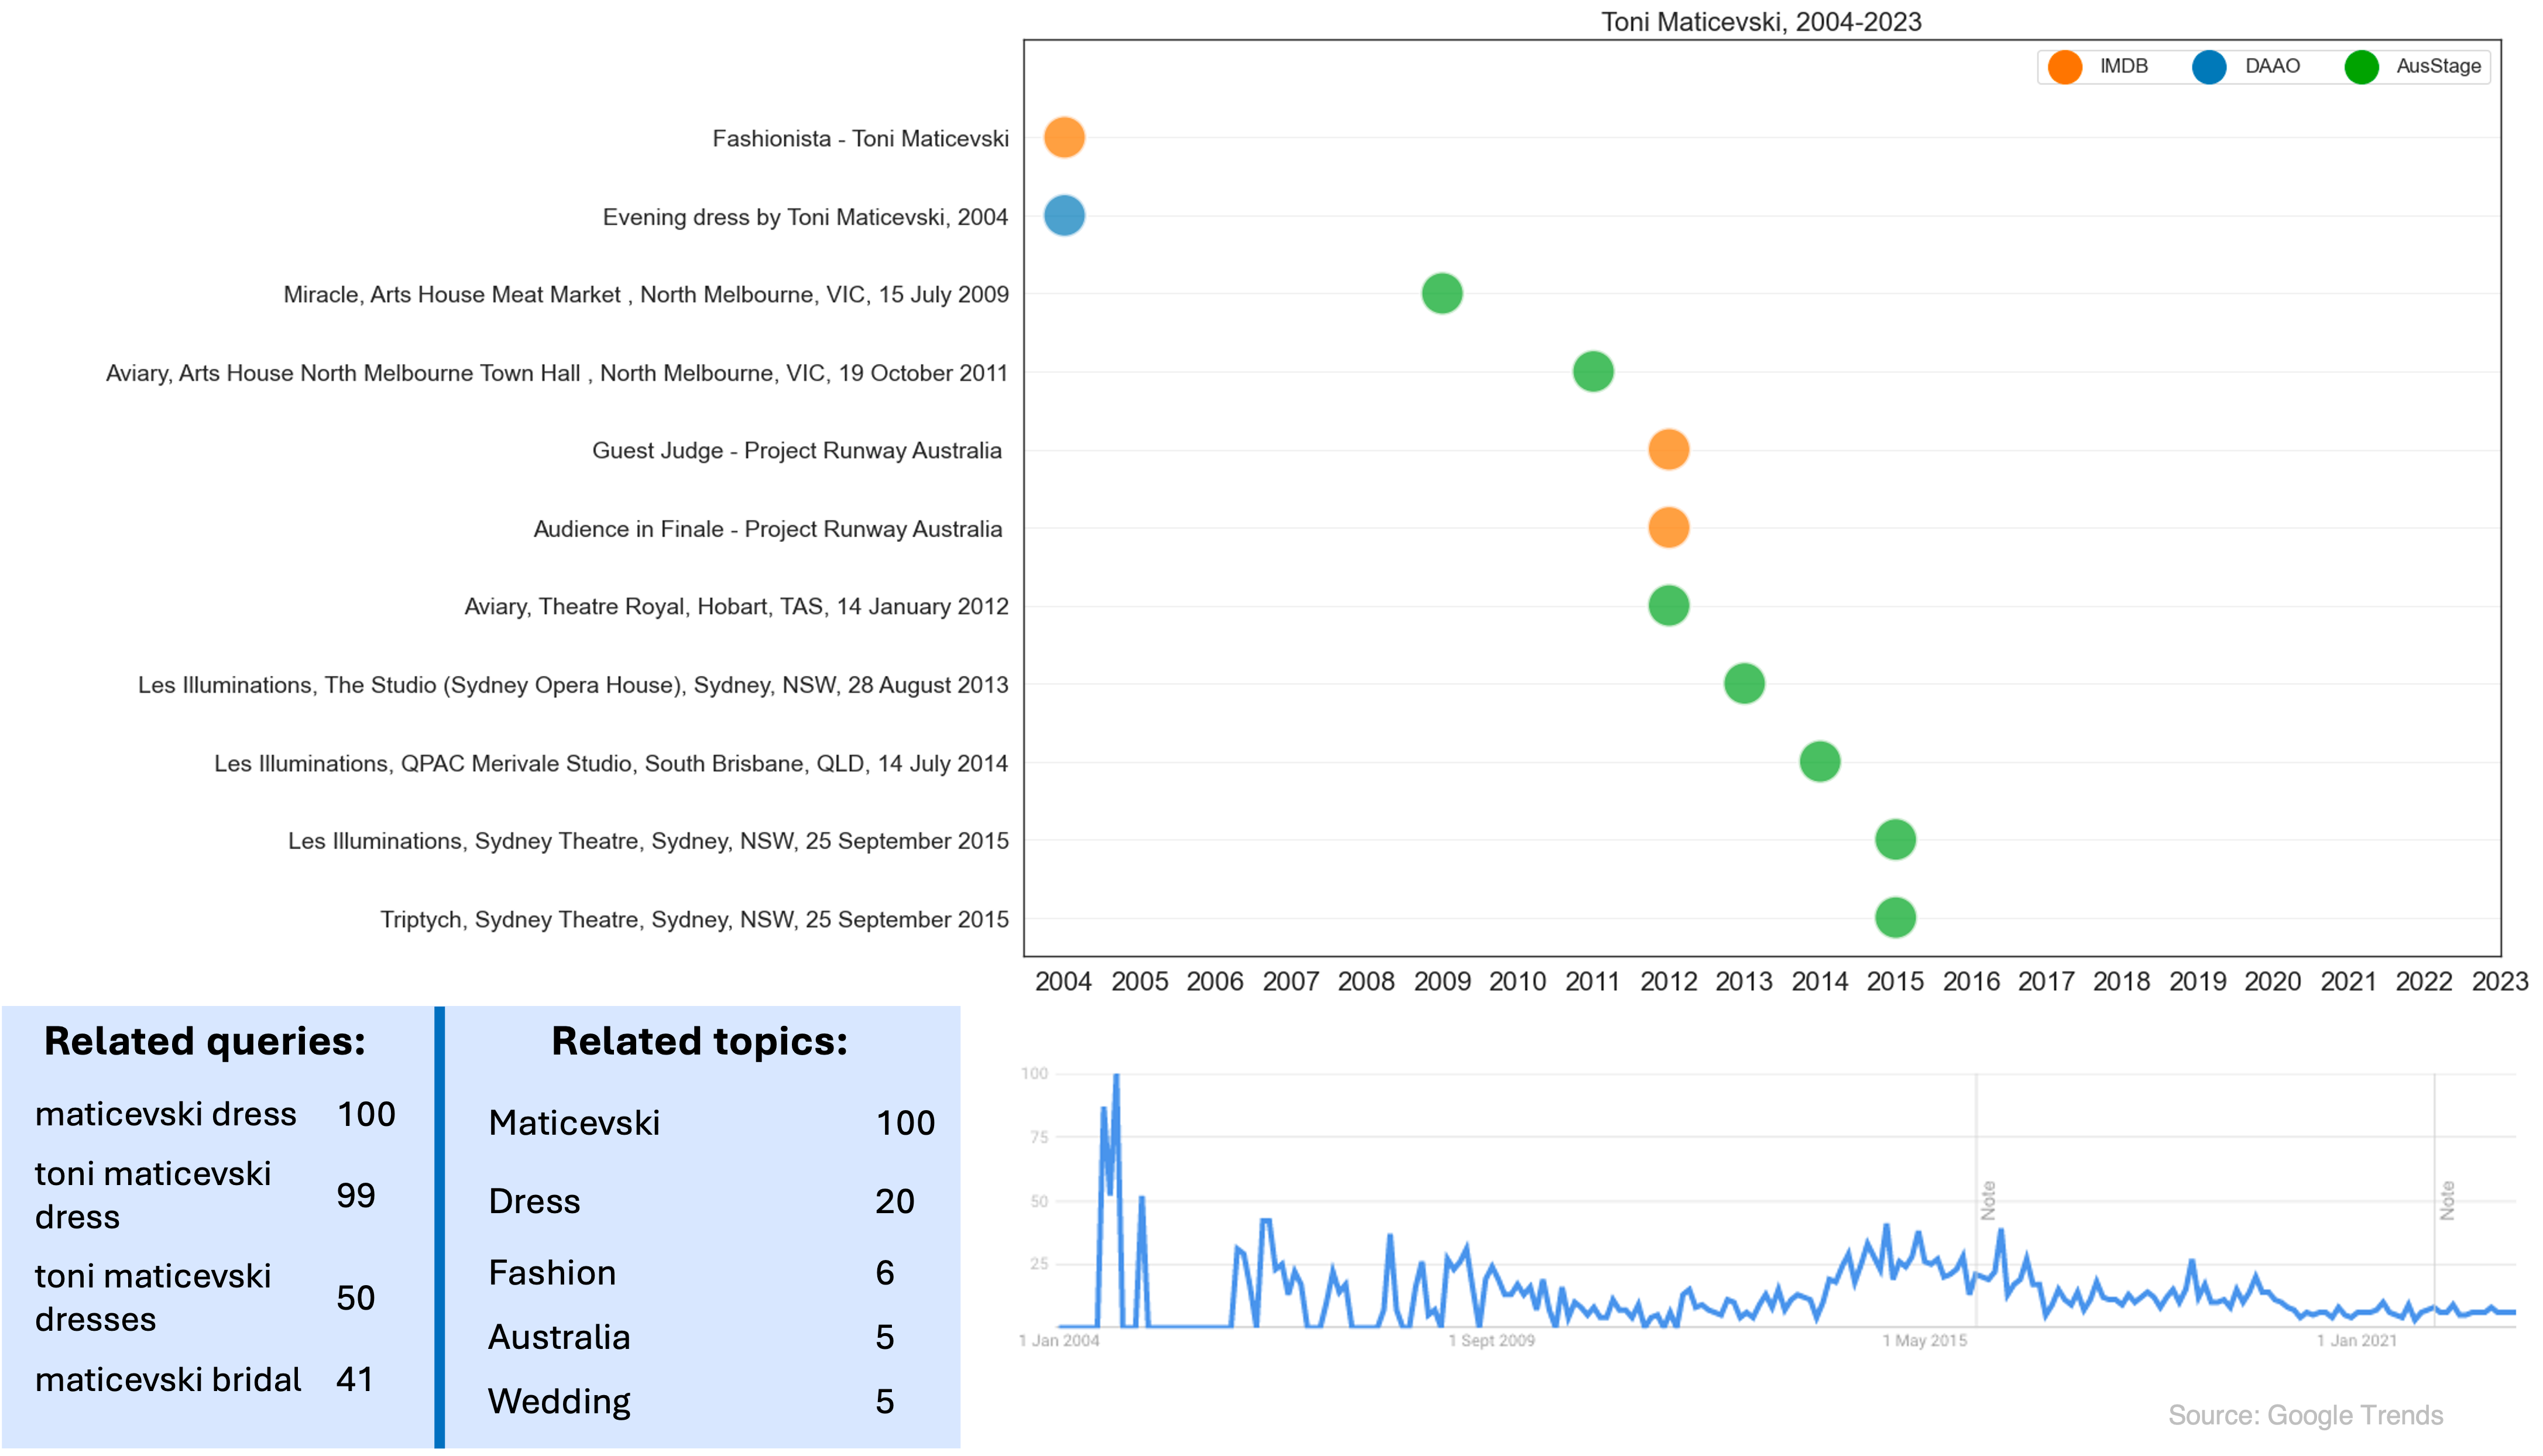 Toni Maticevski, 2004-2023
IMDB DAAO AusStage
Fashionista - Toni Maticevski
Evening dress by Toni Maticevski, 2004
Miracle, Arts House Meat Market , North Melbourne, VIC, 15 July 2009
Aviary, Arts House North Melbourne Town Hall , North Melbourne, VIC, 19 October 2011
Guest Judge - Project Runway Australia
Audience in Finale - Project Runway Australia
Aviary, Theatre Royal, Hobart, TAS, 14 January 2012
Les Illuminations, The Studio (Sydney Opera House), Sydney, NSW, 28 August 2013
Les Illuminations, QPAC Merivale Studio, South Brisbane, QLD, 14 July 2014
Les Illuminations, Sydney Theatre, Sydney, NSW, 25 September 2015
Triptych, Sydney Theatre, Sydney, NSW, 25 September 2015
2004 2005 2006 2007 2008 2009 2010 2011 2012 2013 2014 2015 2016 2017 2018 2019 2020 2021 2022 2023
Related queries:
maticevski dress 100
toni maticevski
dress 99
toni maticevski
dresses 50
maticevski bridal 41
Related topics:
Maticevski 100
Dress 20
Fashion 6
Australia 5
Wedding 5
100
75
50
25
Note
Note
1 Jan 2004 1 Sept 2009 1 May 2015 1 Jan 2021
Source: Google Trends